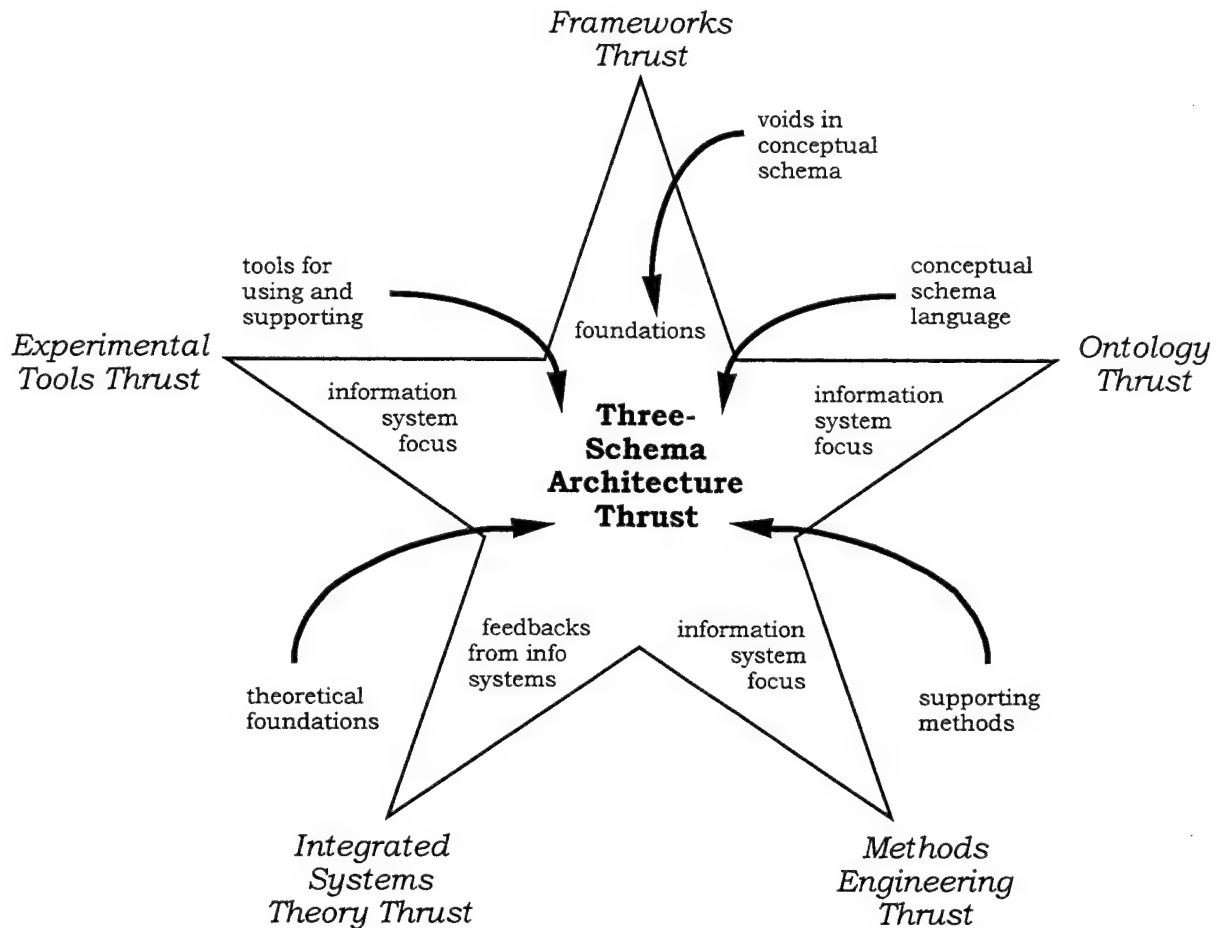 Frameworks
Thrust
voids in
conceptual
schema
tools for
using and
supporting
conceptual
schema
language
foundations
Experimental
Tools Thrust
Ontology
Thrust
information
system
focus
information
system
focus
Three-
Schema
Architecture
Thrust
feedbacks
from info
systems
information
system
focus
theoretical
foundations
supporting
methods
Integrated
Systems
Theory Thrust
Methods
Engineering
Thrust